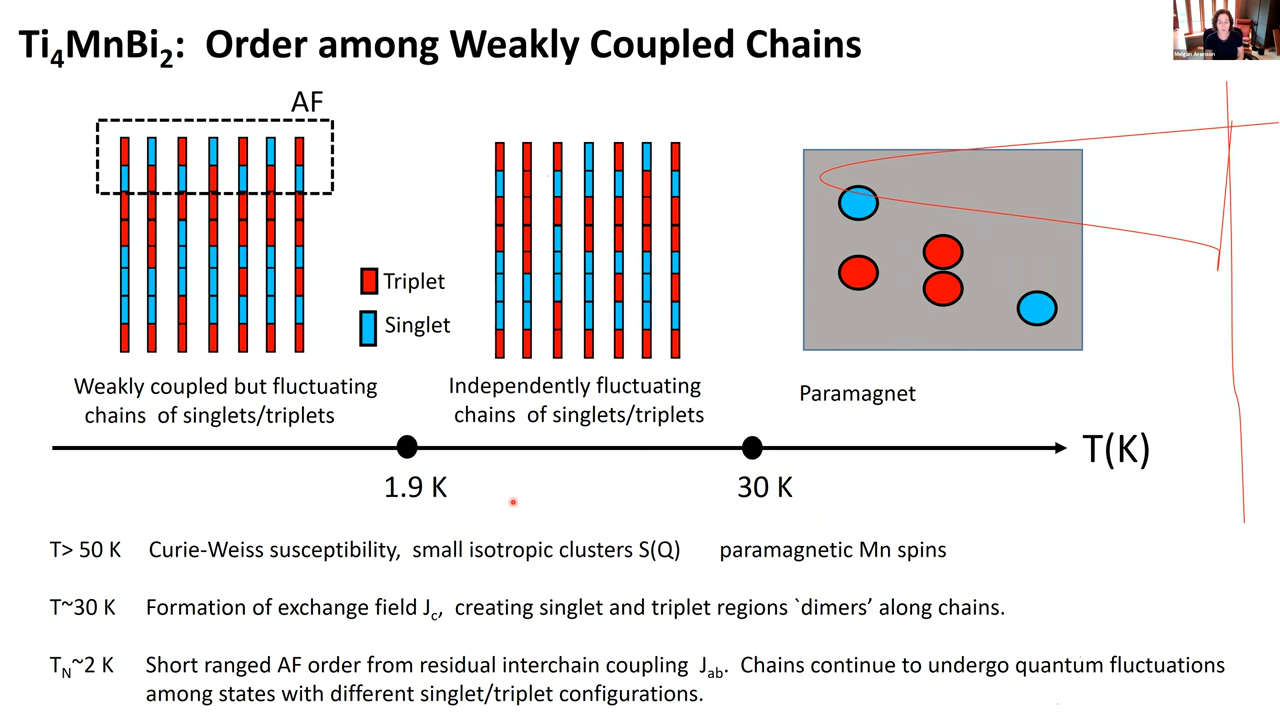 Ti₄MnBi₂: Order among Weakly Coupled Chains
Megan Aronson
AF
Triplet
Singlet
Weakly coupled but fluctuating
chains of singlets/triplets
Independently fluctuating
chains of singlets/triplets
Paramagnet
T(K)
1.9 K
30 K
T> 50 K Curie-Weiss susceptibility, small isotropic clusters S(Q) paramagnetic Mn spins
T~30 K Formation of exchange field Jc, creating singlet and triplet regions `dimers’ along chains.
TN~2 K Short ranged AF order from residual interchain coupling Jab. Chains continue to undergo quantum fluctuations
among states with different singlet/triplet configurations.